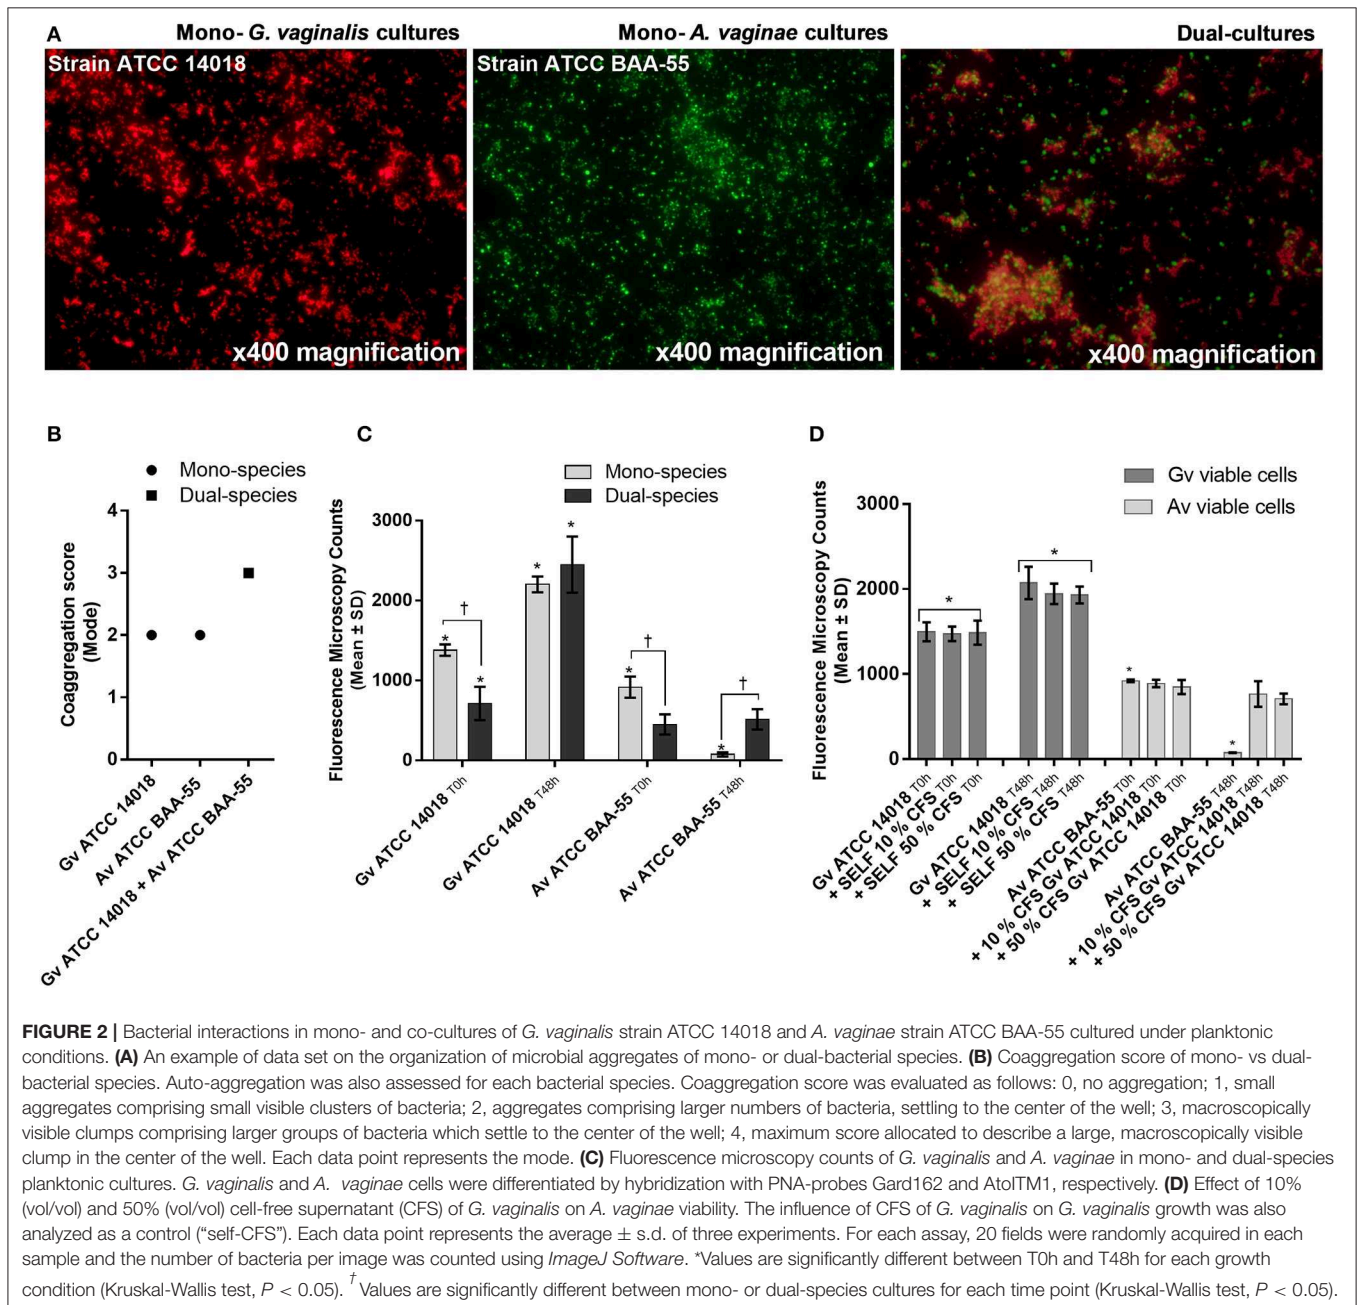 A
Mono- G. vaginalis cultures
Mono- A. vaginae cultures
Dual-cultures
Strain ATCC 14018
Strain ATCC BAA-55
x400 magnification
x400 magnification
x400 magnification
B
Mono-species
Dual-species
Coaggregation score
(Mode)
4
3
2
1
0
Gv ATCC 14018
Av ATCC BAA-55
Gv ATCC 14018 + Av ATCC BAA-55
C
Mono-species
Dual-species
Fluorescence Microscopy Counts
(Mean ± SD)
3000
2000
1000
0
* † *
* *
* †
* †
Gv ATCC 14018 T0h
Gv ATCC 14018 T48h
Av ATCC BAA-55 T0h
Av ATCC BAA-55 T48h
D
Gv viable cells
Av viable cells
Fluorescence Microscopy Counts
(Mean ± SD)
3000
2000
1000
0
*
*
*
*
Gv ATCC 14018 T0h
+ SELF 10 % CFS T0h
+ SELF 50 % CFS T0h
Gv ATCC 14018 T48h
+ SELF 10 % CFS T48h
+ SELF 50 % CFS T48h
Av ATCC BAA-55 T0h
+ 10 % CFS Gv ATCC 14018 T0h
+ 50 % CFS Gv ATCC 14018 T0h
Av ATCC BAA-55 T48h
+ 10 % CFS Gv ATCC 14018 T48h
+ 50 % CFS Gv ATCC 14018 T48h
FIGURE 2 | Bacterial interactions in mono- and co-cultures of G. vaginalis strain ATCC 14018 and A. vaginae strain ATCC BAA-55 cultured under planktonic
conditions. (A) An example of data set on the organization of microbial aggregates of mono- or dual-bacterial species. (B) Coaggregation score of mono- vs dual-
bacterial species. Auto-aggregation was also assessed for each bacterial species. Coaggregation score was evaluated as follows: 0, no aggregation; 1, small
aggregates comprising small visible clusters of bacteria; 2, aggregates comprising larger numbers of bacteria, settling to the center of the well; 3, macroscopically
visible clumps comprising larger groups of bacteria which settle to the center of the well; 4, maximum score allocated to describe a large, macroscopically visible
clump in the center of the well. Each data point represents the mode. (C) Fluorescence microscopy counts of G. vaginalis and A. vaginae in mono- and dual-species
planktonic cultures. G. vaginalis and A. vaginae cells were differentiated by hybridization with PNA-probes Gard162 and AtoITM1, respectively. (D) Effect of 10%
(vol/vol) and 50% (vol/vol) cell-free supernatant (CFS) of G. vaginalis on A. vaginae viability. The influence of CFS of G. vaginalis on G. vaginalis growth was also
analyzed as a control (“self-CFS”). Each data point represents the average ± s.d. of three experiments. For each assay, 20 fields were randomly acquired in each
sample and the number of bacteria per image was counted using ImageJ Software. *Values are significantly different between T0h and T48h for each growth
condition (Kruskal-Wallis test, P < 0.05). †Values are significantly different between mono- or dual-species cultures for each time point (Kruskal-Wallis test, P < 0.05).